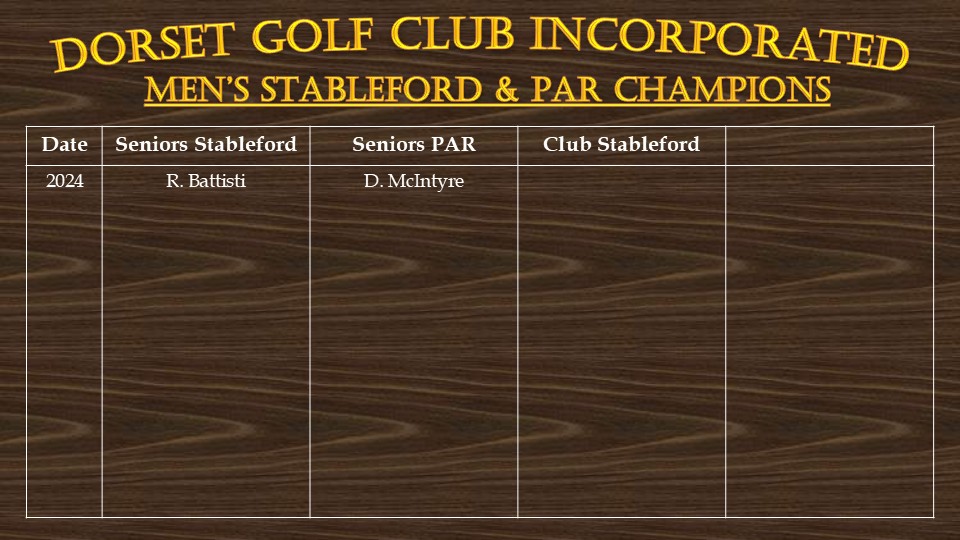 DORSET GOLF CLUB INCORPORATED
MEN'S STABLEFORD & PAR CHAMPIONS
Date Seniors Stableford Seniors PAR Club Stableford
2024 R. Battisti D. McIntyre